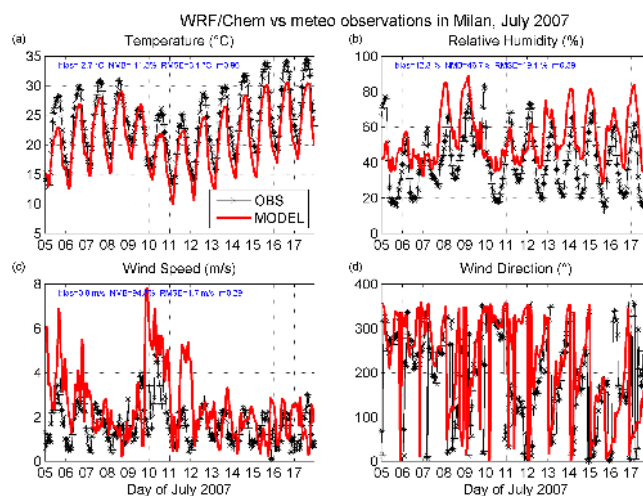 WRF/Chem vs meteo observations in Milan, July 2007
(a) Temperature (°C)
(b) Relative Humidity (%)
35
30
25
20
15
10
5
OBS
MODEL
05 06 07 08 09 10 11 12 13 14 15 16 17
100
80
60
40
20
0
05 06 07 08 09 10 11 12 13 14 15 16 17
(c) Wind Speed (m/s)
(d) Wind Direction (°)
8
6
4
2
0
05 06 07 08 09 10 11 12 13 14 15 16 17
Day of July 2007
400
300
200
100
0
05 06 07 08 09 10 11 12 13 14 15 16 17
Day of July 2007